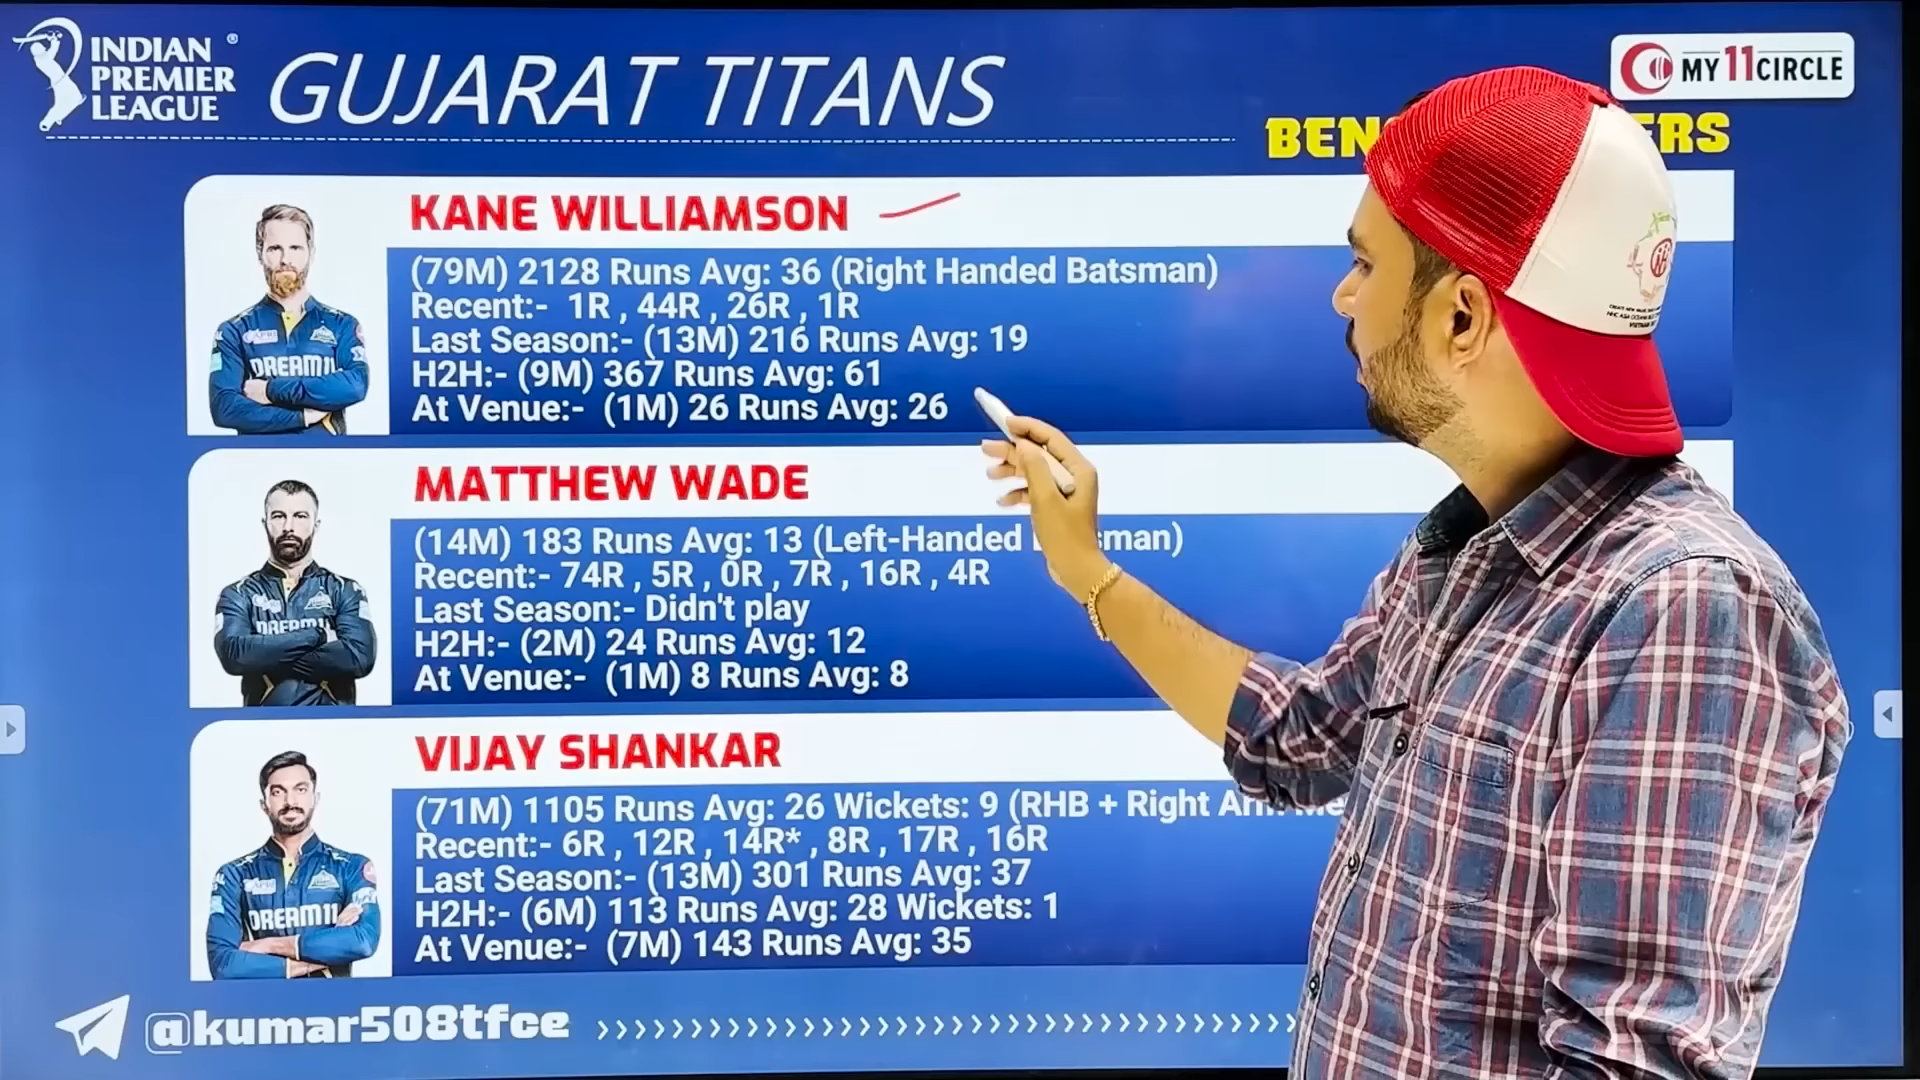 INDIAN
PREMIER
LEAGUE
GUJARAT TITANS
MY11CIRCLE
KANE WILLIAMSON
(79M) 2128 Runs Avg: 36 (Right Handed Batsman)
Recent:- 1R , 44R , 26R , 1R
Last Season:- (13M) 216 Runs Avg: 19
H2H:- (9M) 367 Runs Avg: 61
At Venue:- (1M) 26 Runs Avg: 26
DREAM11
MATTHEW WADE
(14M) 183 Runs Avg: 13 (Left-Handed
Recent:- 74R , 5R , 0R , 7R , 16R , 4R
Last Season:- Didn't play
H2H:- (2M) 24 Runs Avg: 12
At Venue:- (1M) 8 Runs Avg: 8
DREAM11
VIJAY SHANKAR
(71M) 1105 Runs Avg: 26 Wickets: 9 (RHB + Right
Recent:- 6R , 12R , 14R* , 8R , 17R , 16R
Last Season:- (13M) 301 Runs Avg: 37
H2H:- (6M) 113 Runs Avg: 28 Wickets: 1
At Venue:- (7M) 143 Runs Avg: 35
DREAM11
@kumar508tfce